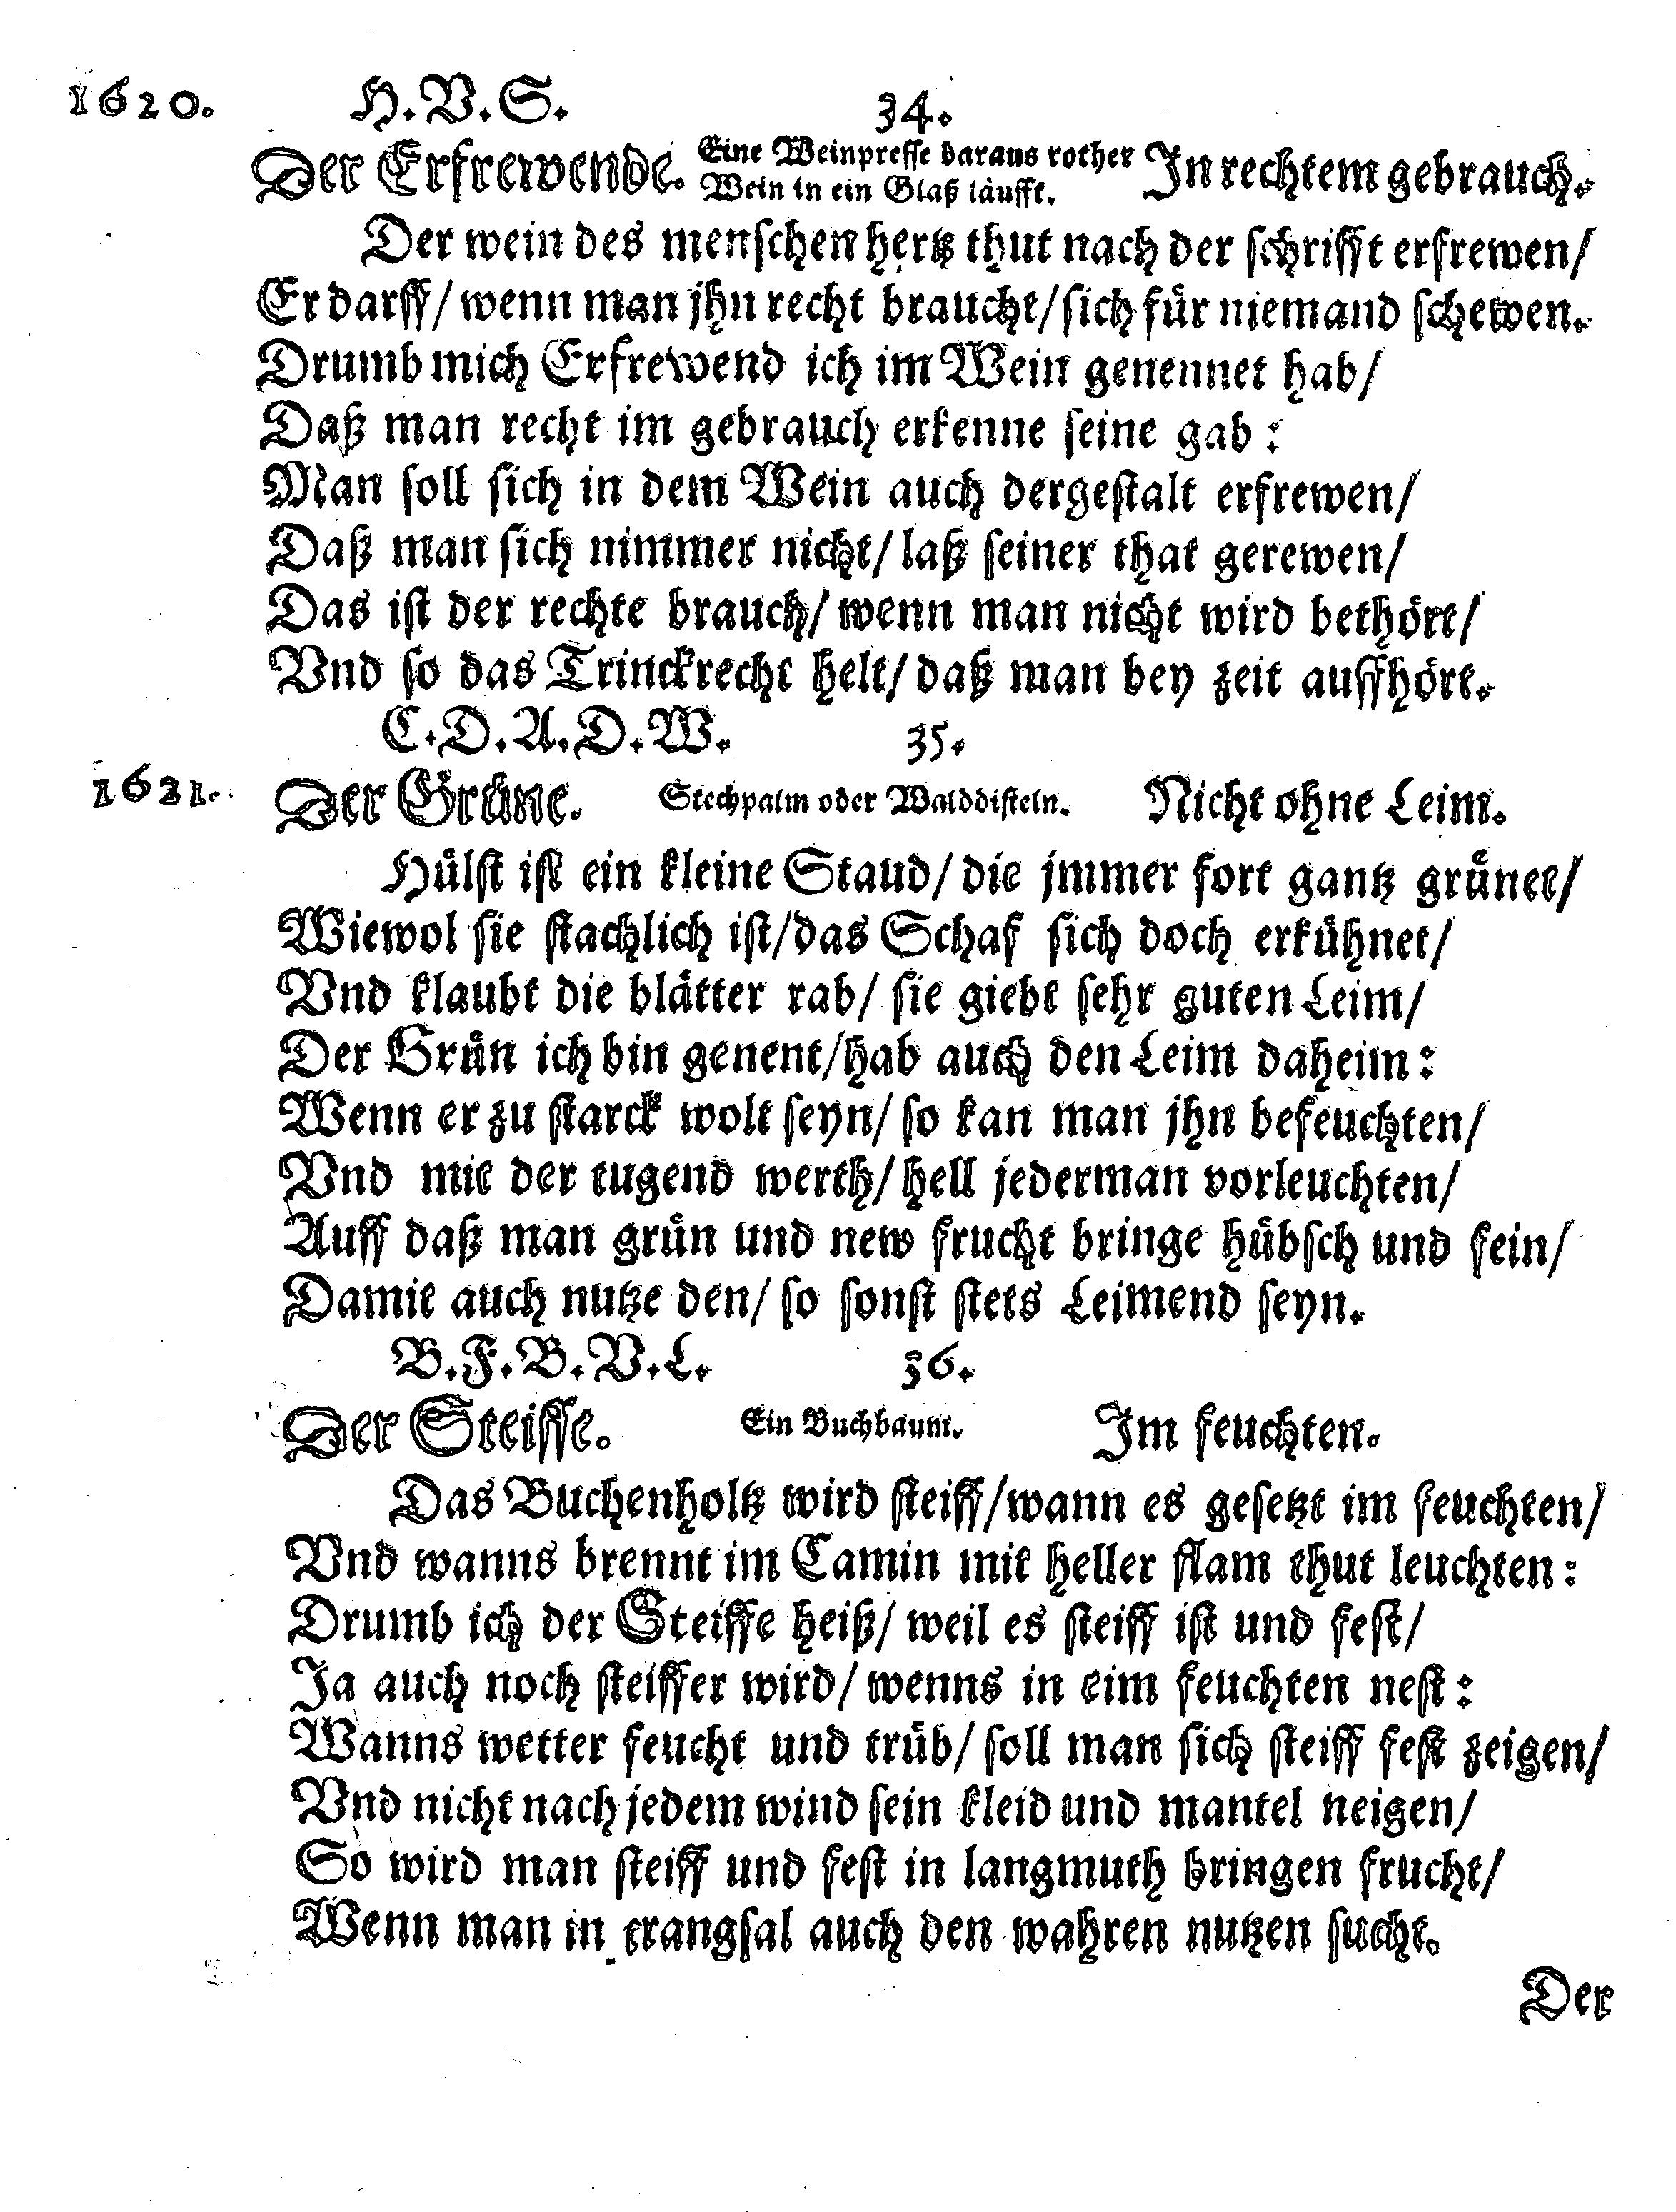 1620. H. V. S. 34.
Der Erfrewende. Eine Weinpresse daraus rother Wein in ein Glaß läufft. In rechtem gebrauch.
Der wein des menschen hertz thut nach der schrifft erfrewen/
Er darff/ wenn man jhn recht braucht/ sich für niemand schewen.
Drumb mich Erfrewend ich im Wein genennet hab/
Daß man recht im gebrauch erkenne seine gab:
Man soll sich in dem Wein auch dergestalt erfrewen/
Daß man sich nimmer nicht/ laß seiner that gerewen/
Das ist der rechte brauch/ wenn man nicht wird bethört/
Vnd so das Trinckrecht helt/ daß man bey zeit auffhört.
C. D. A. D. W. 35.
1621. Der Grüne. Stechpalm oder Walddisteln. Nicht ohne Leim.
Hülst ist ein kleine Staud/ die jmmer fort gantz grünet/
Wiewol sie stachlich ist/ das Schaf sich doch erkühnet/
Vnd klaubt die blätter rab/ sie giebt sehr guten Leim/
Der Grün ich bin genent/ hab auch den Leim daheim:
Wenn er zu starck wolt seyn/ so kan man jhn befeuchten/
Vnd mit der tugend werth/ hell jederman vorleuchten/
Auff daß man grün und new frucht bringe hübsch und fein/
Damit auch nutze den/ so sonst stets Leimend seyn.
B. F. B. V. L. 36.
Der Steiffe. Ein Buchbaum. Im feuchten.
Das Buchenholtz wird steiff/ wann es gesetzt im feuchten/
Vnd wanns brennt im Camin mit heller flam thut leuchten:
Drumb ich der Steiffe heiß/ weil es steiff ist und fest/
Ja auch noch steiffer wird/ wenns in eim feuchten nest:
Wanns wetter feucht und trüb/ soll man sich steiff fest zeigen/
Vnd nicht nach jedem wind sein kleid und mantel neigen/
So wird man steiff und fest in langmuth bringen frucht/
Wenn man in trangsal auch den wahren nutzen sucht.
Der